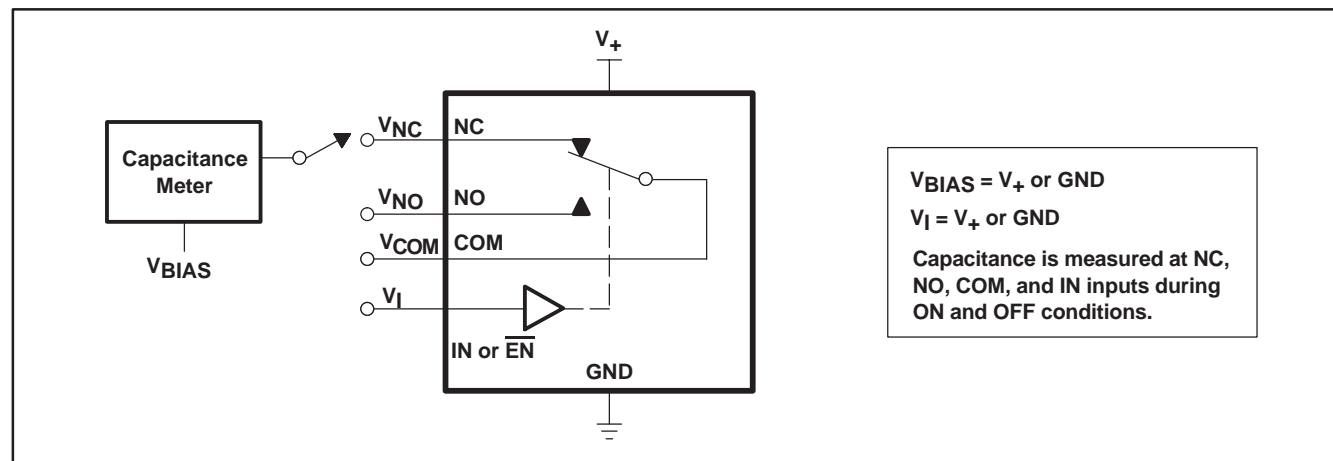 V+
VNC NC
Capacitance
Meter
VBIAS
VNO NO
VCOM COM
VI
IN or E̅N̅
GND
VBIAS = V+ or GND
VI = V+ or GND
Capacitance is measured at NC,
NO, COM, and IN inputs during
ON and OFF conditions.